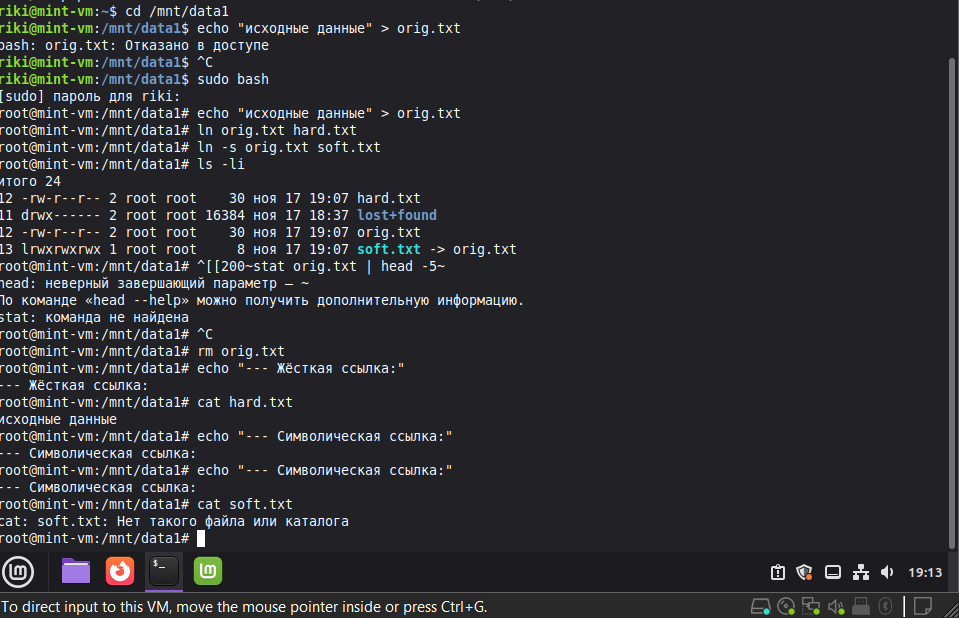 riki@mint-vm:~$ cd /mnt/data1
riki@mint-vm:/mnt/data1$ echo "исходные данные" > orig.txt
bash: orig.txt: Отказано в доступе
riki@mint-vm:/mnt/data1$ ^C
riki@mint-vm:/mnt/data1$ sudo bash
[sudo] пароль для riki:
root@mint-vm:/mnt/data1# echo "исходные данные" > orig.txt
root@mint-vm:/mnt/data1# ln orig.txt hard.txt
root@mint-vm:/mnt/data1# ln -s orig.txt soft.txt
root@mint-vm:/mnt/data1# ls -li
итого 24
12 -rw-r--r-- 2 root root    30 ноя 17 19:07 hard.txt
11 drwx------ 2 root root 16384 ноя 17 18:37 lost+found
12 -rw-r--r-- 2 root root    30 ноя 17 19:07 orig.txt
13 lrwxrwxrwx 1 root root     8 ноя 17 19:07 soft.txt -> orig.txt
root@mint-vm:/mnt/data1# ^[[200~stat orig.txt | head -5~
head: неверный завершающий параметр — ~
По команде «head --help» можно получить дополнительную информацию.
stat: команда не найдена
root@mint-vm:/mnt/data1# ^C
root@mint-vm:/mnt/data1# rm orig.txt
root@mint-vm:/mnt/data1# echo "--- Жёсткая ссылка:"
--- Жёсткая ссылка:
root@mint-vm:/mnt/data1# cat hard.txt
исходные данные
root@mint-vm:/mnt/data1# echo "--- Символическая ссылка:"
--- Символическая ссылка:
root@mint-vm:/mnt/data1# echo "--- Символическая ссылка:"
--- Символическая ссылка:
root@mint-vm:/mnt/data1# cat soft.txt
cat: soft.txt: Нет такого файла или каталога
root@mint-vm:/mnt/data1#
19:13
To direct input to this VM, move the mouse pointer inside or press Ctrl+G.